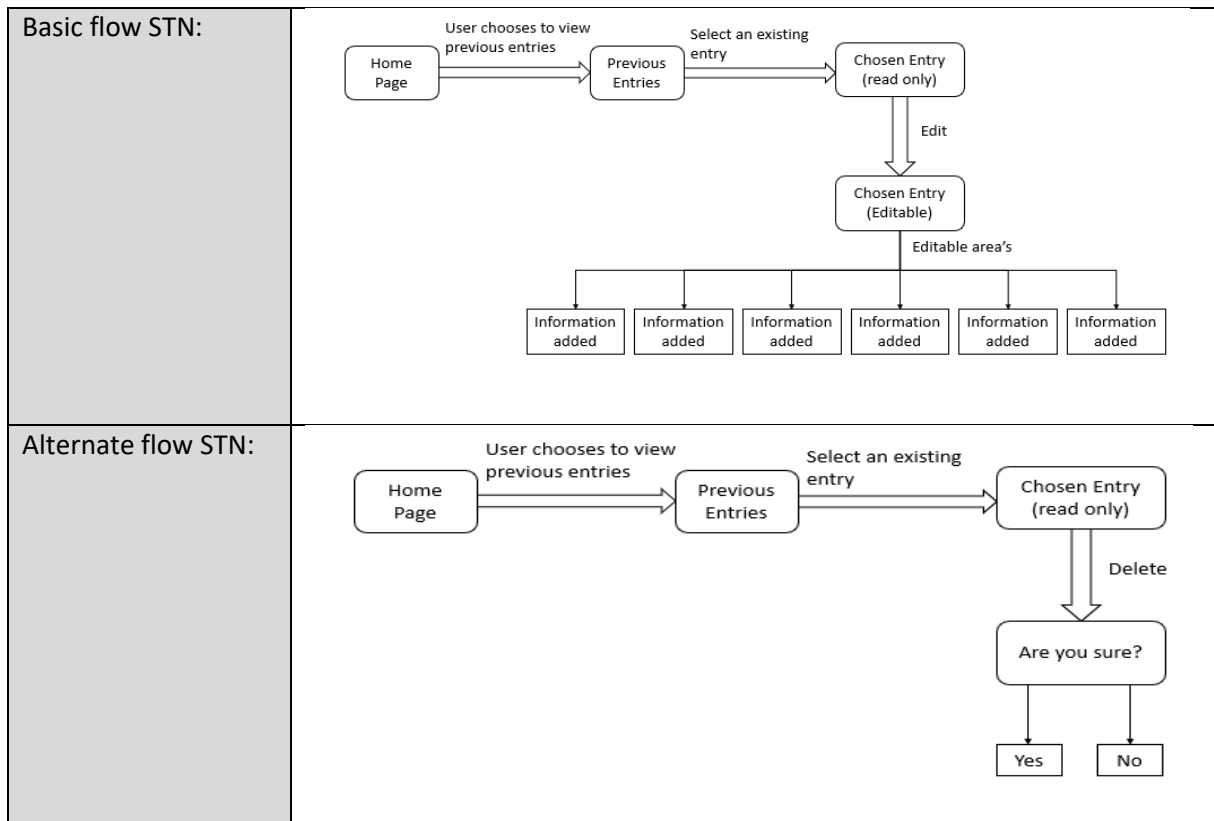 Basic flow STN:
User chooses to view
previous entries
Select an existing
entry
Home
Page
Previous
Entries
Chosen Entry
(read only)
Edit
Chosen Entry
(Editable)
Editable area's
Information
added
Information
added
Information
added
Information
added
Information
added
Information
added
Alternate flow STN:
User chooses to view
previous entries
Select an existing
entry
Home
Page
Previous
Entries
Chosen Entry
(read only)
Delete
Are you sure?
Yes
No